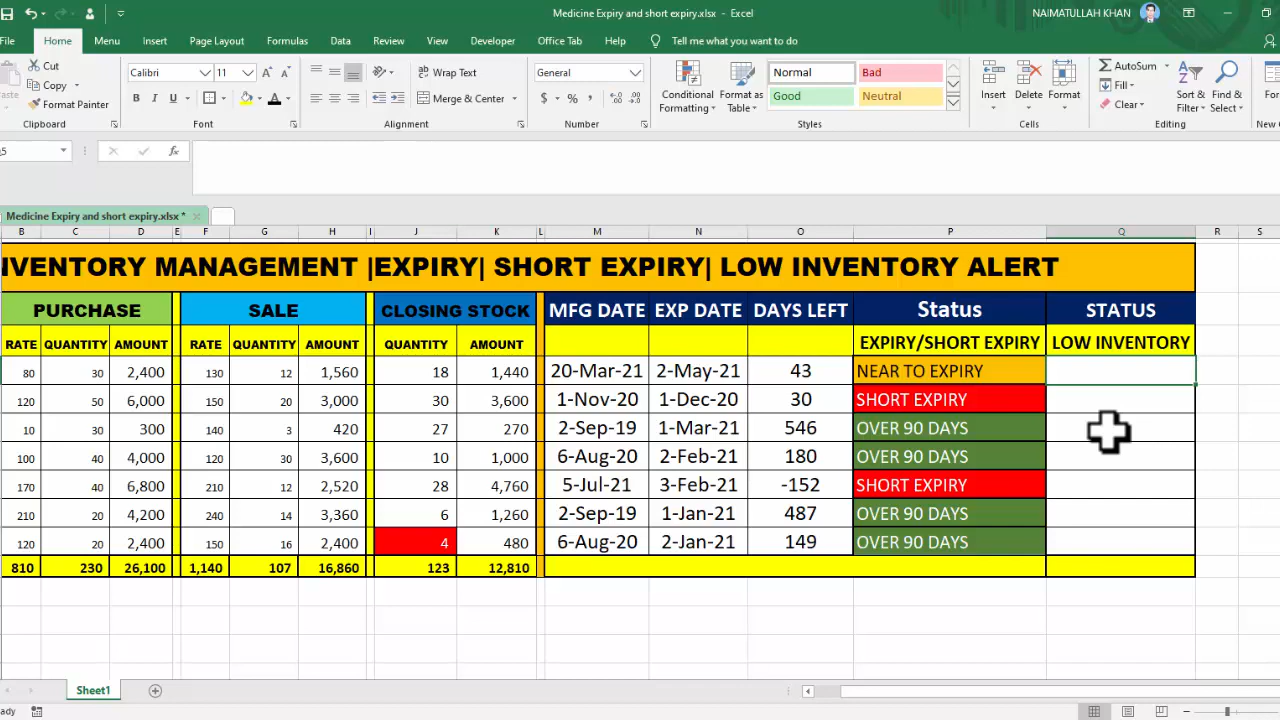 Medicine Expiry and short expiry.xlsx - Excel
NAIMATULLAH KHAN
File Home Menu Insert Page Layout Formulas Data Review View Developer Office Tab Help Tell me what you want to do
Cut
Copy
Format Painter
Clipboard
Calibri 11
B I U
Font
Wrap Text
Merge & Center
Alignment
General
$ % ,
Number
Conditional Formatting
Format as Table
Normal Bad
Good Neutral
Styles
Insert Delete Format
Cells
AutoSum
Fill
Clear
Sort & Filter
Find & Select
Editing
Medicine Expiry and short expiry.xlsx *
B C D E F G H I J K L M N O P Q R S
NVENTORY MANAGEMENT |EXPIRY| SHORT EXPIRY| LOW INVENTORY ALERT
PURCHASE SALE CLOSING STOCK MFG DATE EXP DATE DAYS LEFT Status STATUS
RATE QUANTITY AMOUNT RATE QUANTITY AMOUNT QUANTITY AMOUNT EXPIRY/SHORT EXPIRY LOW INVENTORY
80 30 2,400 130 12 1,560 18 1,440 20-Mar-21 2-May-21 43 NEAR TO EXPIRY
120 50 6,000 150 20 3,000 30 3,600 1-Nov-20 1-Dec-20 30 SHORT EXPIRY
10 30 300 140 3 420 27 270 2-Sep-19 1-Mar-21 546 OVER 90 DAYS
100 40 4,000 120 30 3,600 10 1,000 6-Aug-20 2-Feb-21 180 OVER 90 DAYS
170 40 6,800 210 12 2,520 28 4,760 5-Jul-21 3-Feb-21 -152 SHORT EXPIRY
210 20 4,200 240 14 3,360 6 1,260 2-Sep-19 1-Jan-21 487 OVER 90 DAYS
120 20 2,400 150 16 2,400 4 480 6-Aug-20 2-Jan-21 149 OVER 90 DAYS
810 230 26,100 1,140 107 16,860 123 12,810
Sheet1